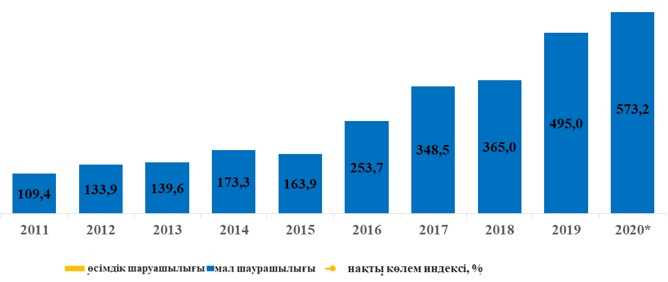 109,4 133,9 139,6 173,3 163,9 253,7 348,5 365,0 495,0 573,2
2011 2012 2013 2014 2015 2016 2017 2018 2019 2020*
өсімдік шаруашылығы мал шаурашылығы нақты көлем индексі, %